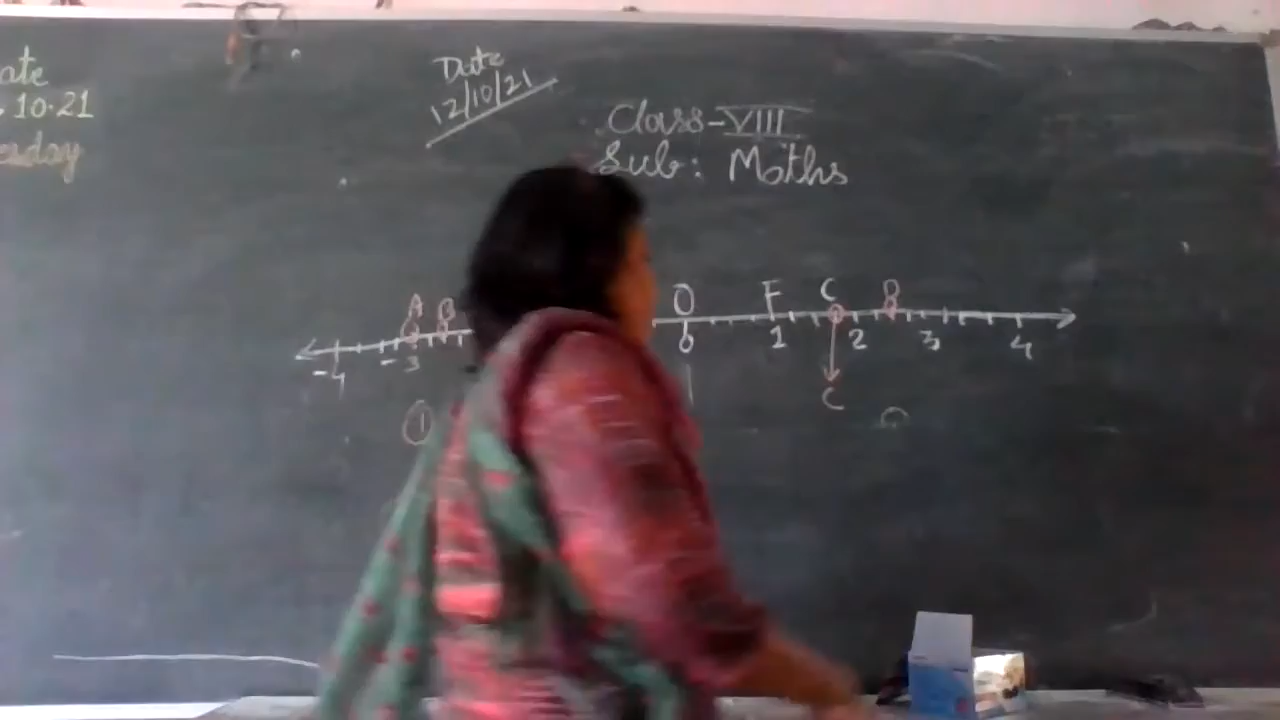 ate
10.21
esday
Date
12/10/21
Class-VIII
Sub: Maths
A B O F C D
-4 -3 0 1 2 3 4
C
1